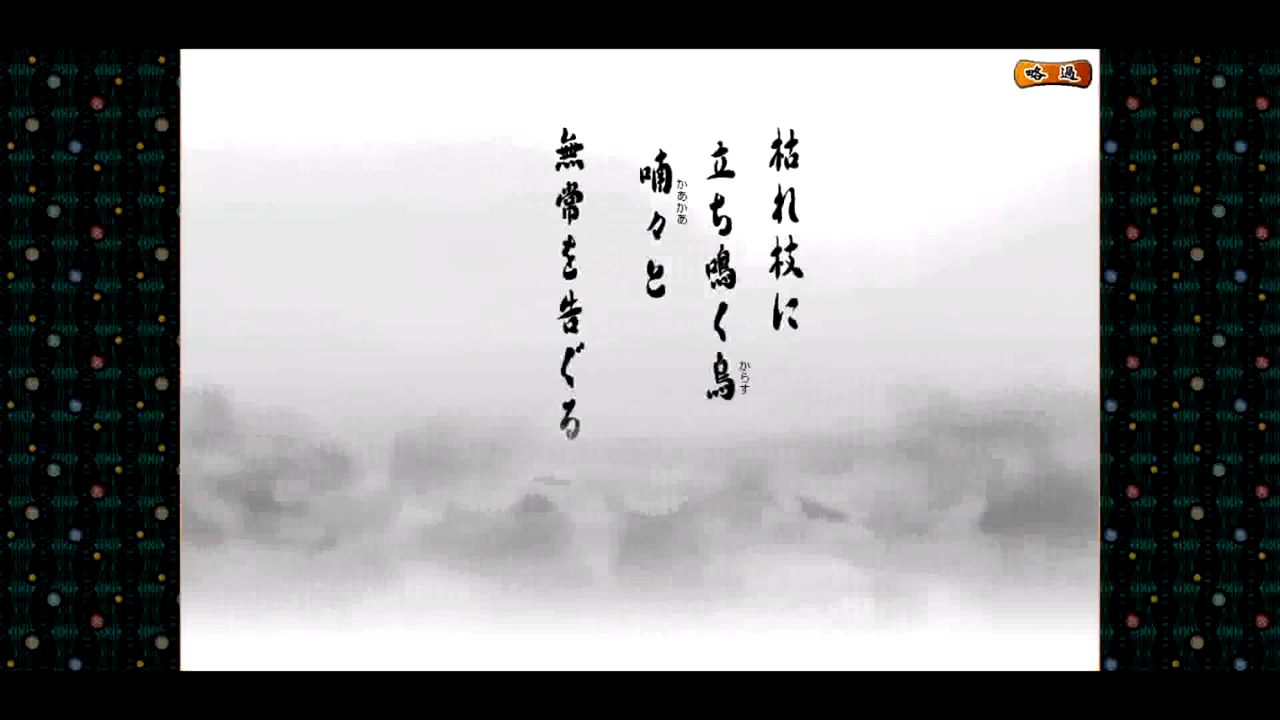 枯れ枝に
立ち鳴く烏
からす
喃々と
かあかあ
無常を告ぐる
略過